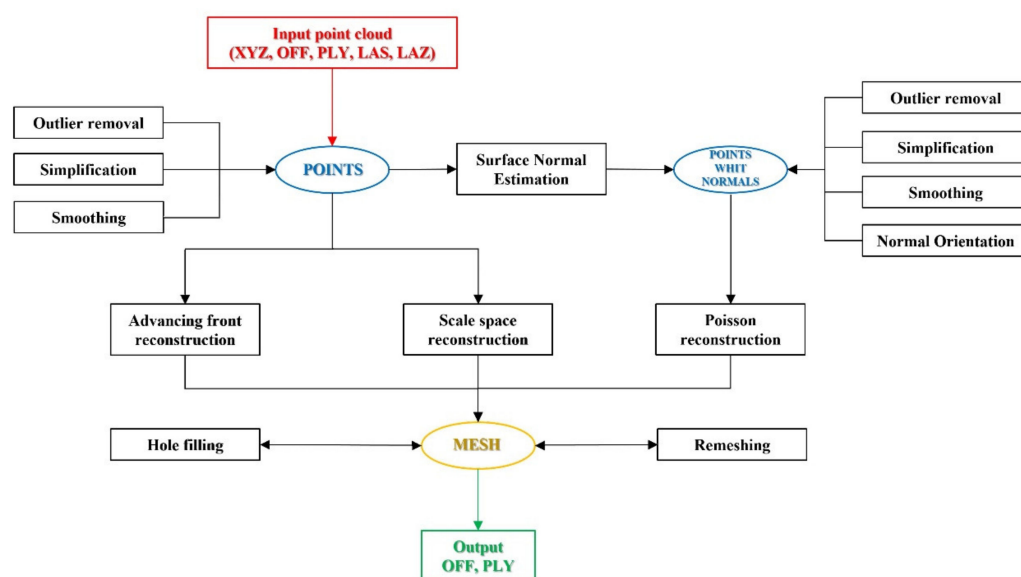 Input point cloud
(XYZ, OFF, PLY, LAS, LAZ)
Outlier removal
Simplification
Smoothing
POINTS
Surface Normal
Estimation
POINTS
WHIT
NORMALS
Outlier removal
Simplification
Smoothing
Normal Orientation
Advancing front
reconstruction
Scale space
reconstruction
Poisson
reconstruction
Hole filling
MESH
Remeshing
Output
OFF, PLY